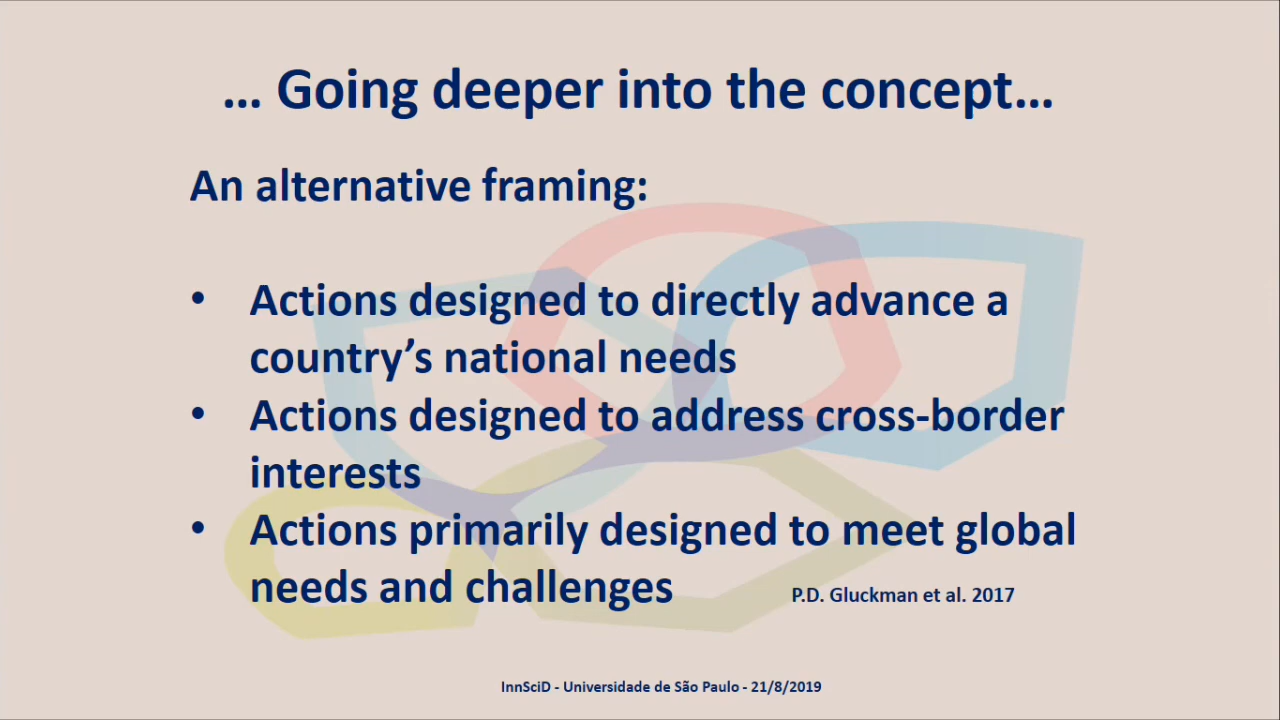 ... Going deeper into the concept...
An alternative framing:
• Actions designed to directly advance a
country’s national needs
• Actions designed to address cross-border
interests
• Actions primarily designed to meet global
needs and challenges
P.D. Gluckman et al. 2017
InnSciD - Universidade de São Paulo - 21/8/2019